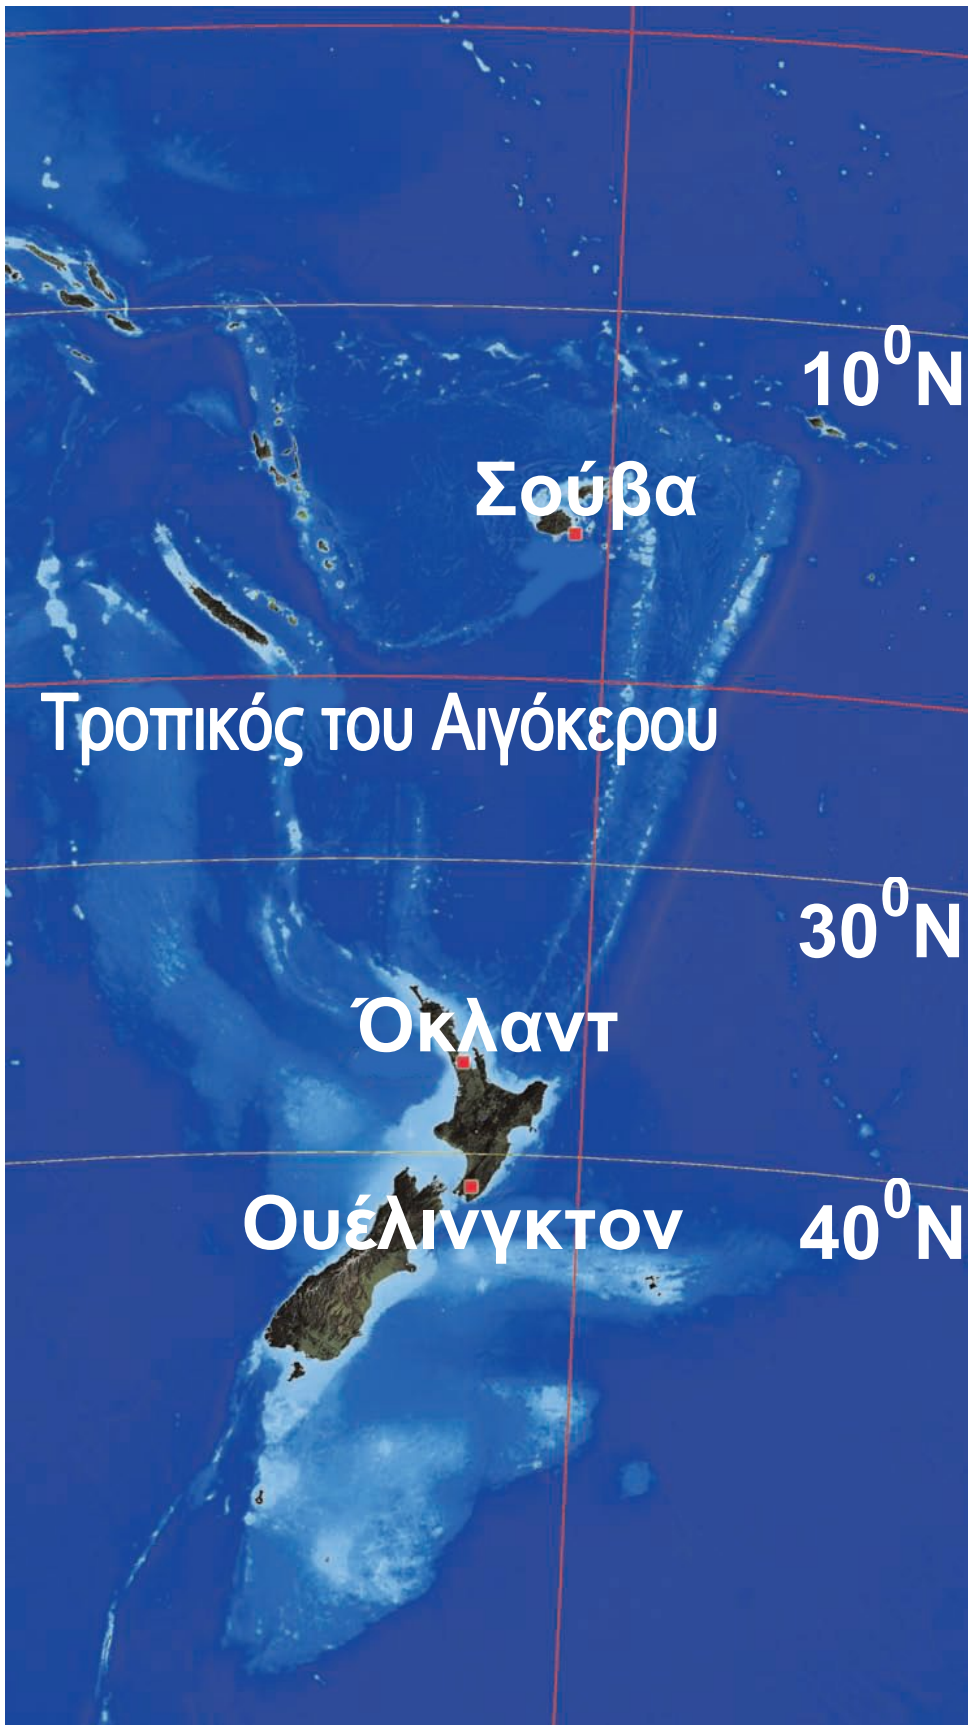 10⁰N
Σούβα
Τροπικός του Αιγόκερου
30⁰N
Όκλαντ
Ουέλινγκτον
40⁰N